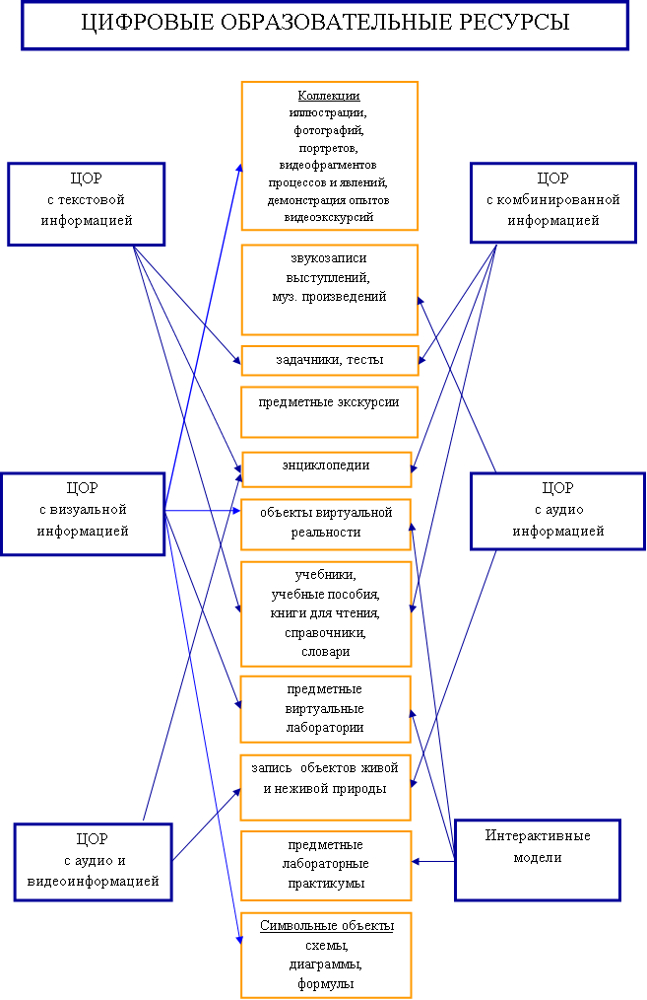 ЦИФРОВЫЕ ОБРАЗОВАТЕЛЬНЫЕ РЕСУРСЫ
Коллекции
иллюстрации,
фотографий,
портретов,
видеофрагментов
процессов и явлений,
демонстрация опытов
видеоэкскурсий
ЦОР
с текстовой
информацией
ЦОР
с комбинированной
информацией
звукозаписи
выступлений,
муз. произведений
задачники, тесты
предметные экскурсии
энциклопедии
ЦОР
с визуальной
информацией
ЦОР
с аудио
информацией
объекты виртуальной
реальности
учебники,
учебные пособия,
книги для чтения,
справочники,
словари
предметные
виртуальные
лаборатории
запись объектов живой
и неживой природы
ЦОР
с аудио и
видеоинформацией
Интерактивные
модели
предметные
лабораторные
практикумы
Символьные объекты
схемы,
диаграммы,
формулы